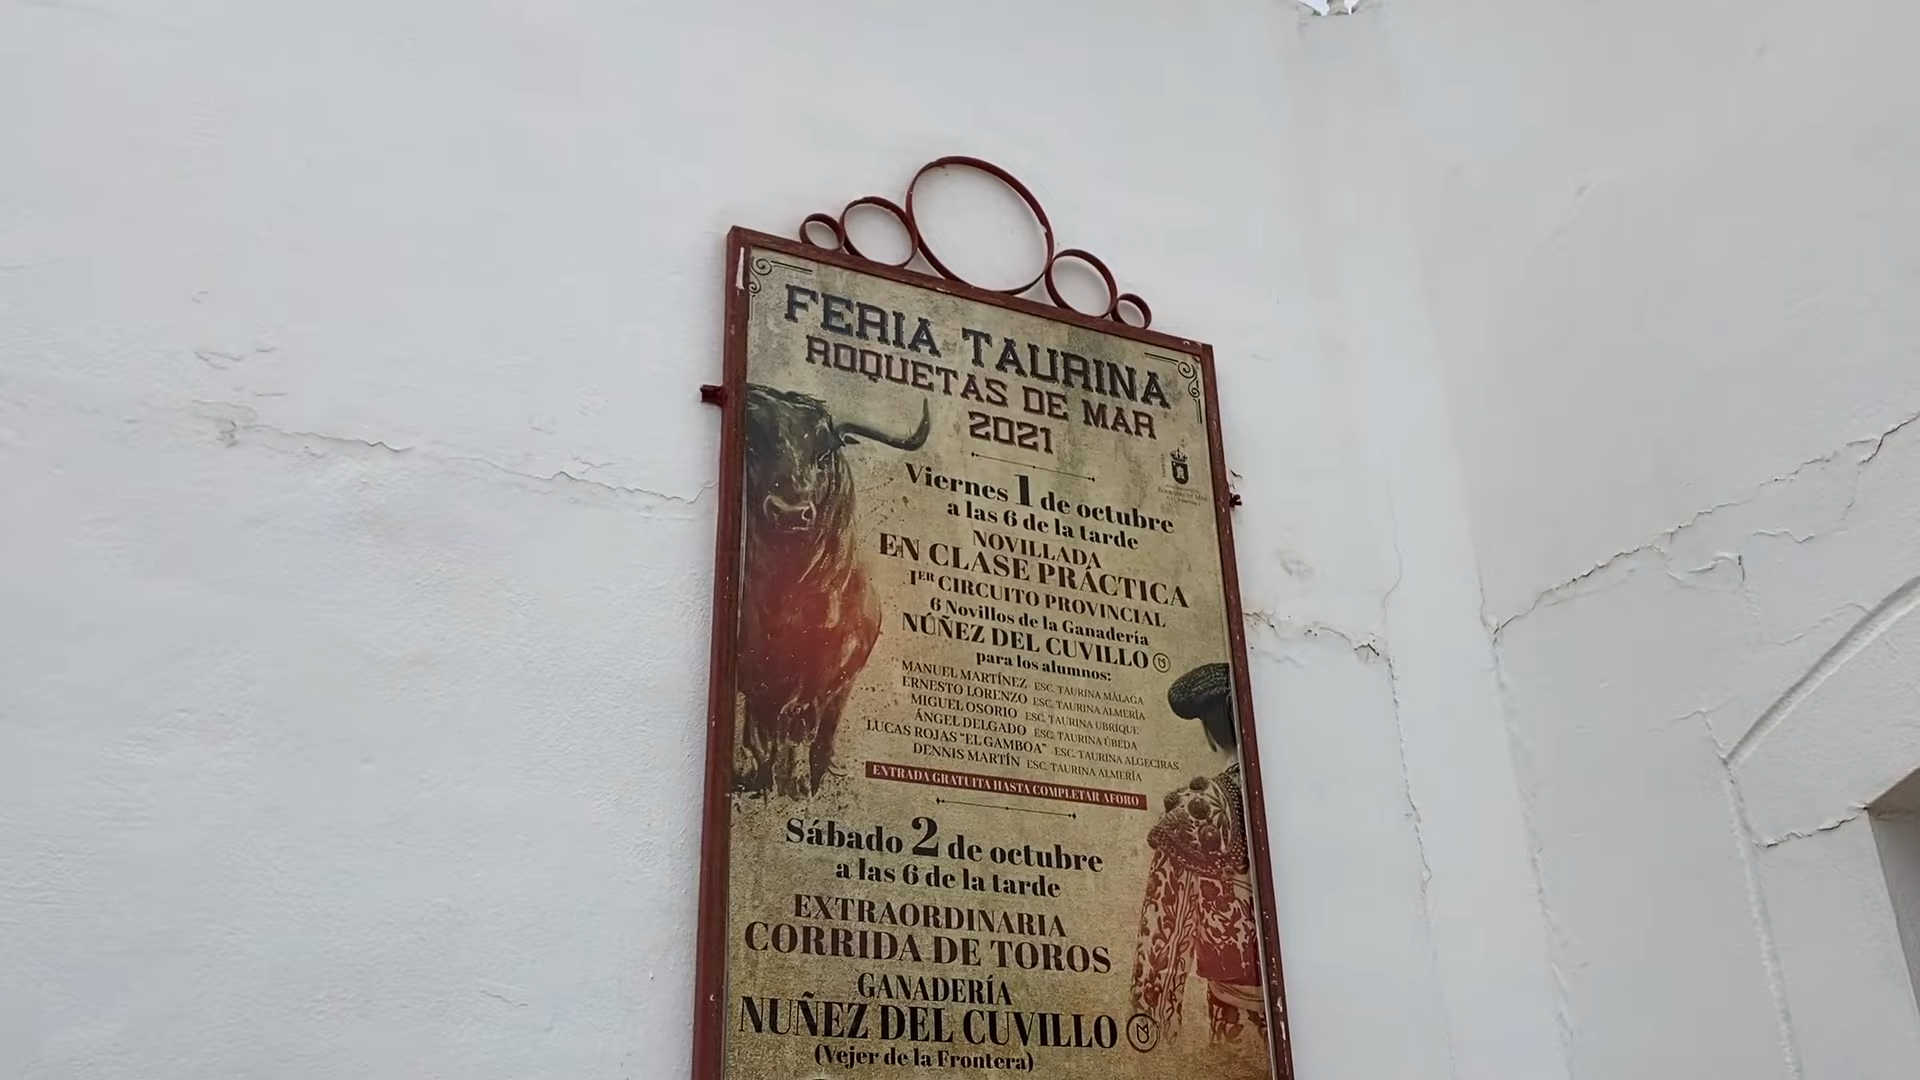 FERIA TAURINA
ROQUETAS DE MAR
2021
Viernes 1 de octubre
a las 6 de la tarde
NOVILLADA
EN CLASE PRÁCTICA
1ER CIRCUITO PROVINCIAL
6 Novillos de la Ganadería
NÚÑEZ DEL CUVILLO
para los alumnos:
MANUEL MARTÍNEZ ESC. TAURINA MÁLAGA
ERNESTO LORENZO ESC. TAURINA ALMERÍA
MIGUEL OSORIO ESC. TAURINA UBRIQUE
ÁNGEL DELGADO ESC. TAURINA ÚBEDA
LUCAS ROJAS "EL GAMBOA" ESC. TAURINA ALGECIRAS
DENNIS MARTÍN ESC. TAURINA ALMERÍA
ENTRADA GRATUITA HASTA COMPLETAR AFORO
Sábado 2 de octubre
a las 6 de la tarde
EXTRAORDINARIA
CORRIDA DE TOROS
GANADERÍA
NUÑEZ DEL CUVILLO
(Vejer de la Frontera)